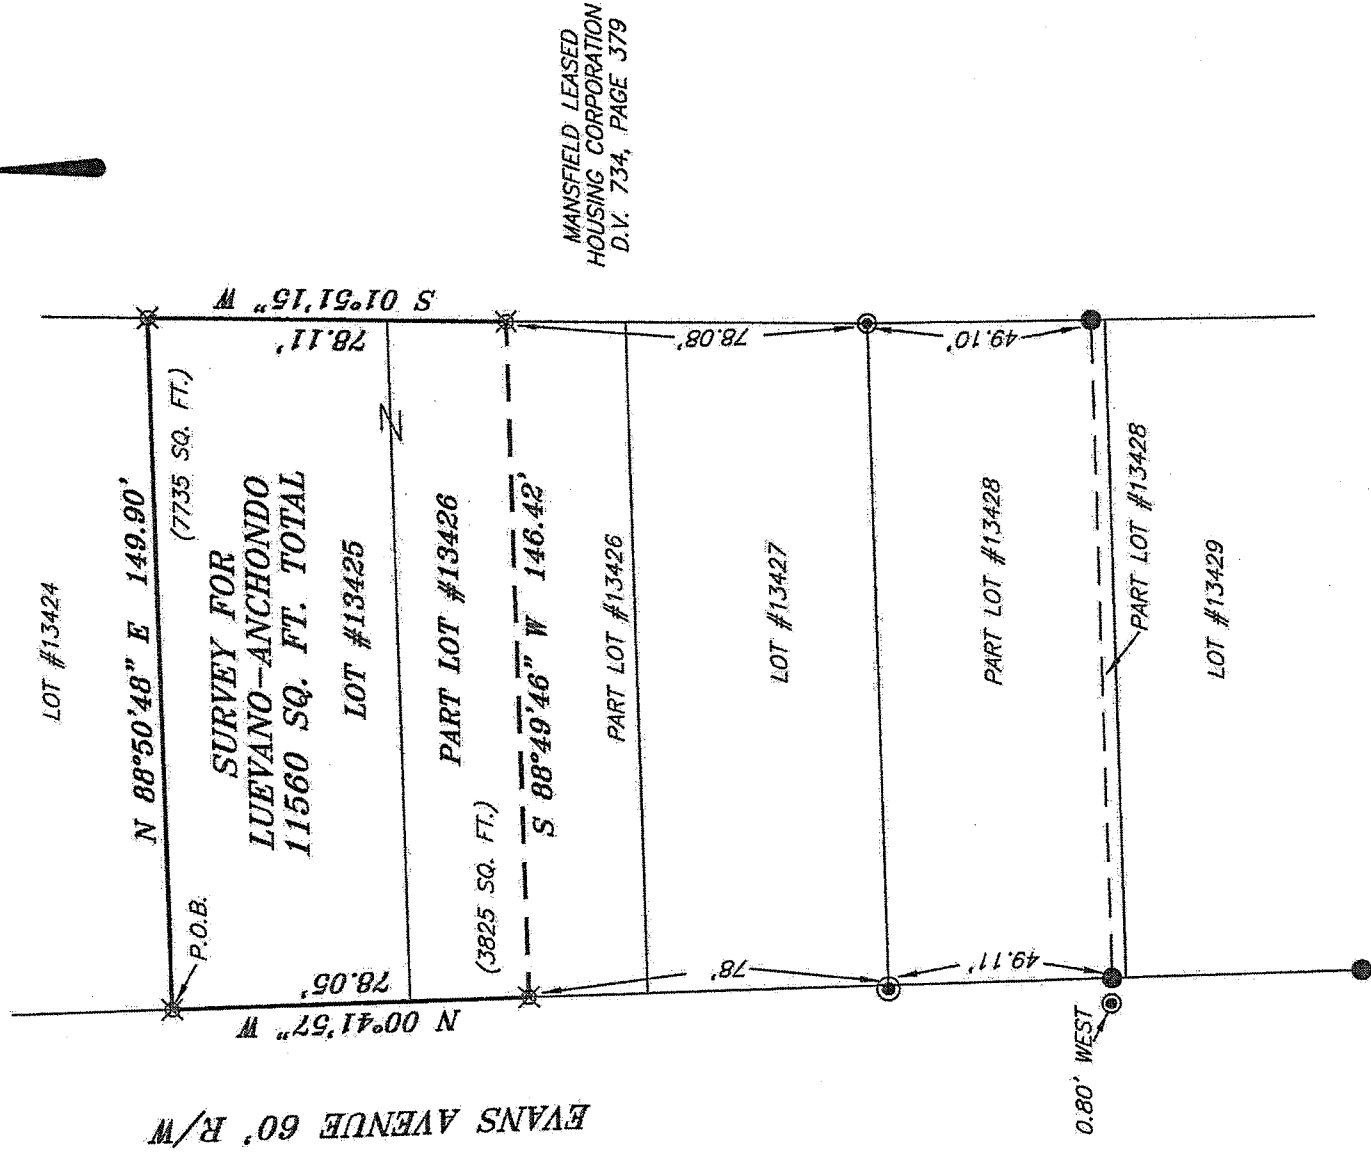 MANSFIELD LEASED
HOUSING CORPORATION
D.V. 734, PAGE 379
LOT #13424
N 88°50'48" E 149.90'
P.O.B.
(7735 SQ. FT.)
SURVEY FOR
LUEVANO-ANCHONDO
11560 SQ. FT. TOTAL
LOT #13425
S 01°51'15" W
78.11'
N 00°41'57" W
78.05'
PART LOT #13426
(3825 SQ. FT.)
S 88°49'46" W 146.42'
PART LOT #13426
78.08'
78'
LOT #13427
49.10'
49.11'
PART LOT #13428
PART LOT #13428
LOT #13429
0.80' WEST
EVANS AVENUE 60' R/W